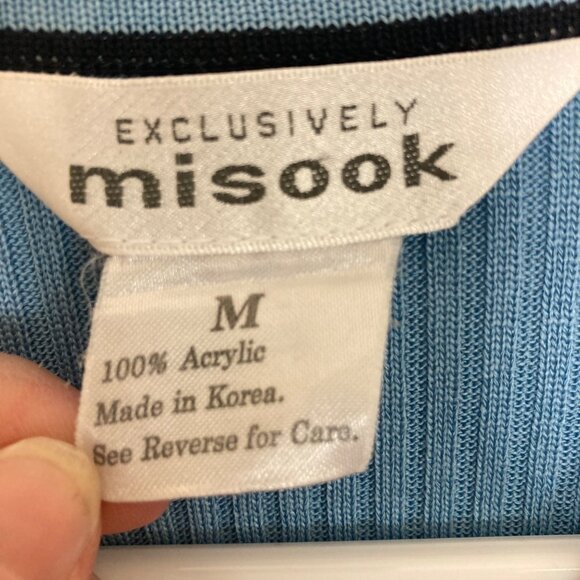 EXCLUSIVELY
misook
M
100% Acrylic
Made in Korea.
See Reverse for Care.